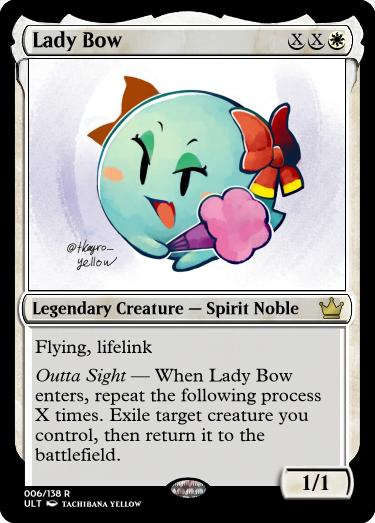 Lady Bow XX
@tkayro_
yellow
Legendary Creature — Spirit Noble
Flying, lifelink
Outta Sight — When Lady Bow
enters, repeat the following process
X times. Exile target creature you
control, then return it to the
battlefield.
1/1
006/138 R
ULT TACHIBANA YELLOW